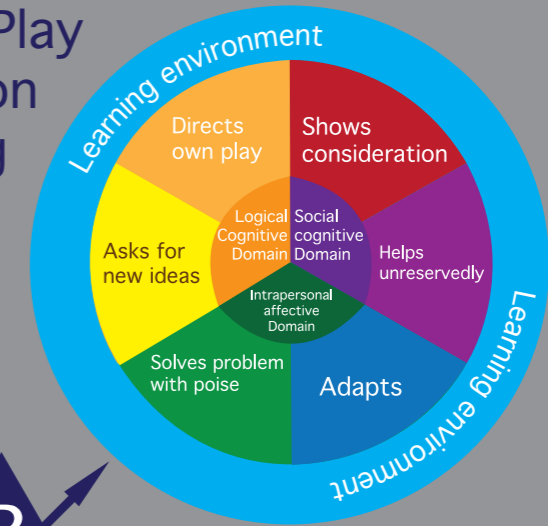 Play
on
g
Learning environment
Directs
own play
Shows
consideration
Asks for
new ideas
Logical
Cognitive
Domain
Social
cognitive
Domain
Helps
unreservedly
Intrapersonal
affective
Domain
Solves problem
with poise
Adapts
Learning environment